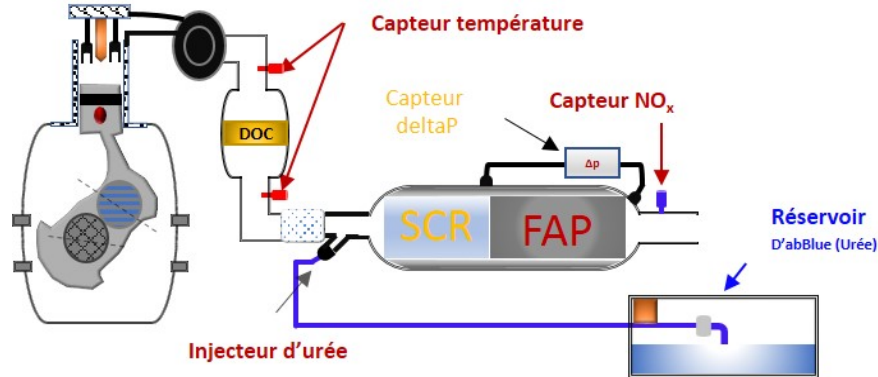 Capteur température
DOC
Capteur
deltaP
Capteur NOx
Δp
SCR FAP
Réservoir
D'abBlue (Urée)
Injecteur d'urée